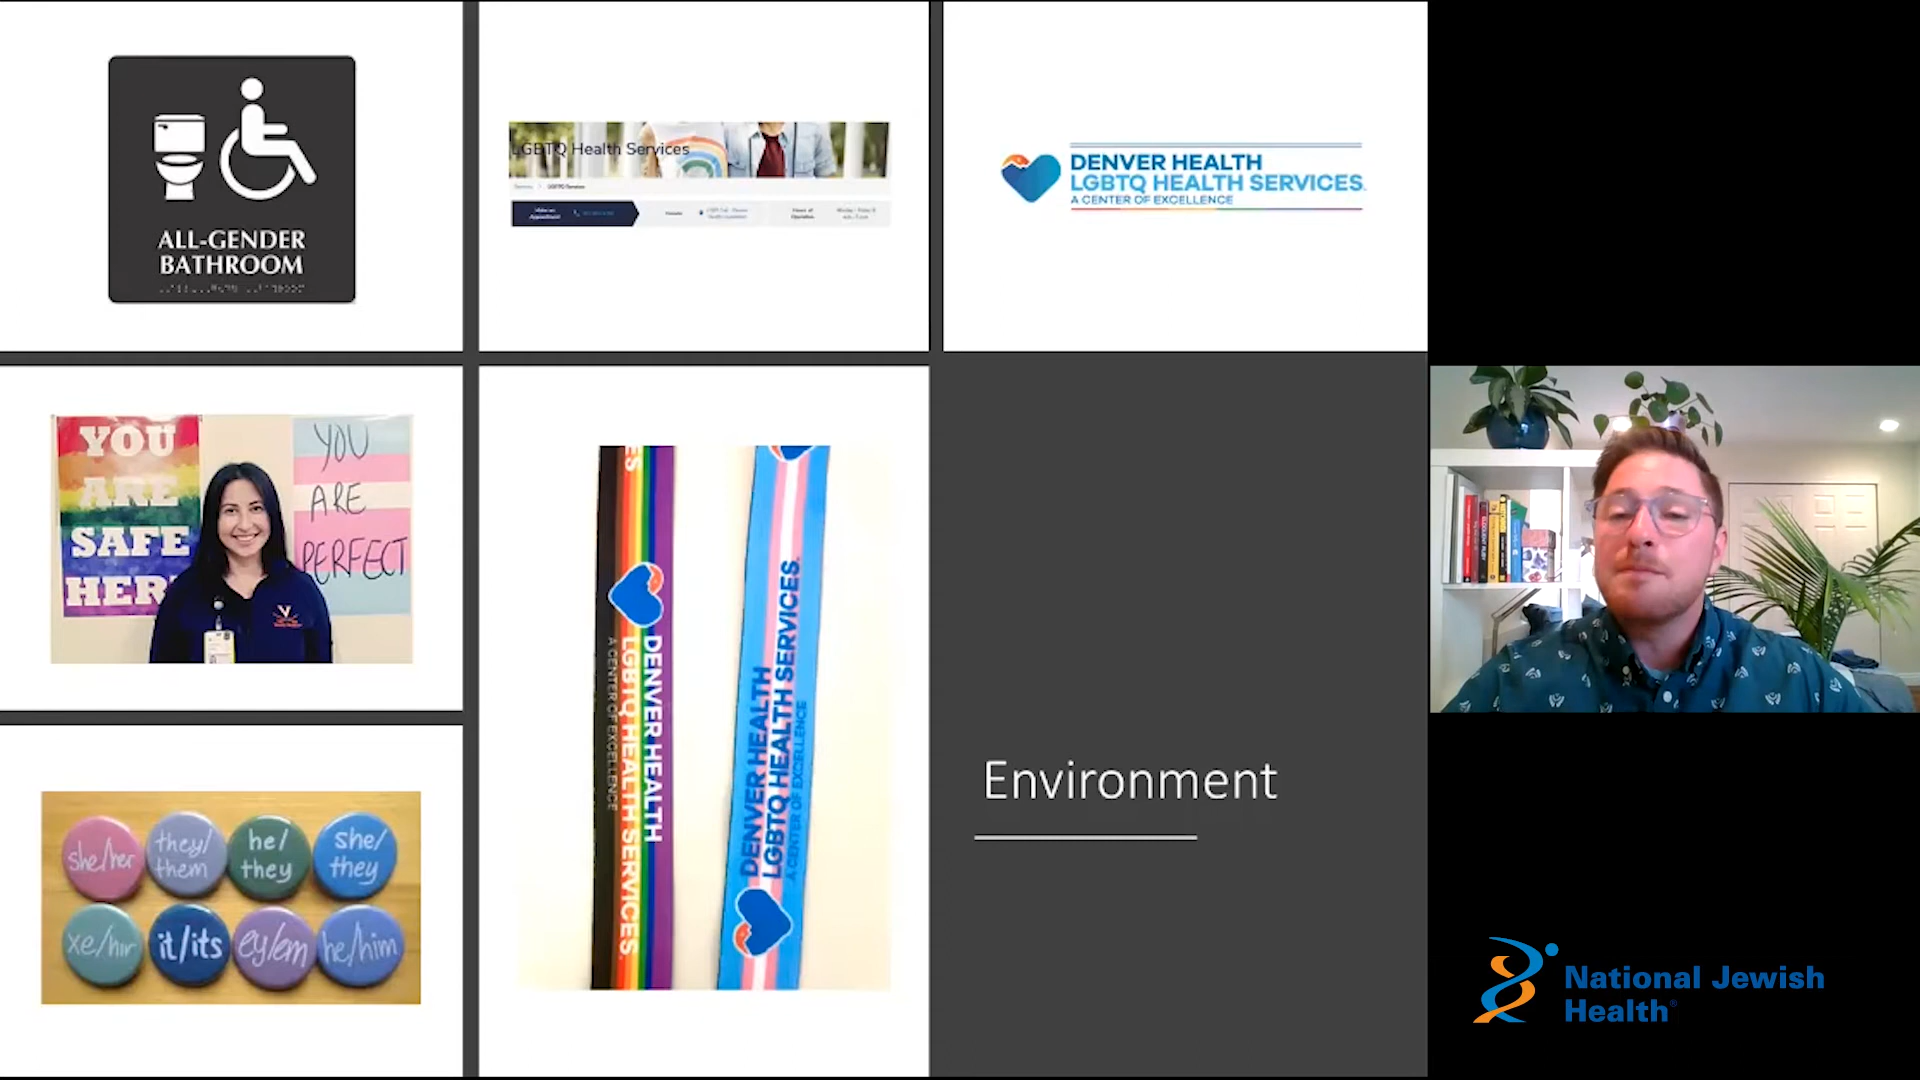 ALL-GENDER
BATHROOM
LGBTQ Health Services
DENVER HEALTH
LGBTQ HEALTH SERVICES
A CENTER OF EXCELLENCE
YOU
ARE
SAFE
HER
YOU
ARE
PERFECT
ES
DENVER HEALTH
LGBTQ HEALTH SERVICES.
A CENTER OF EXCELLENCE
DENVER HEALTH
LGBTQ HEALTH SERVICES.
A CENTER OF EXCELLENCE
she/her
they/
them
he/
they
she/
they
xe/hir
it/its
ey/em
he/him
Environment
National Jewish
Health®